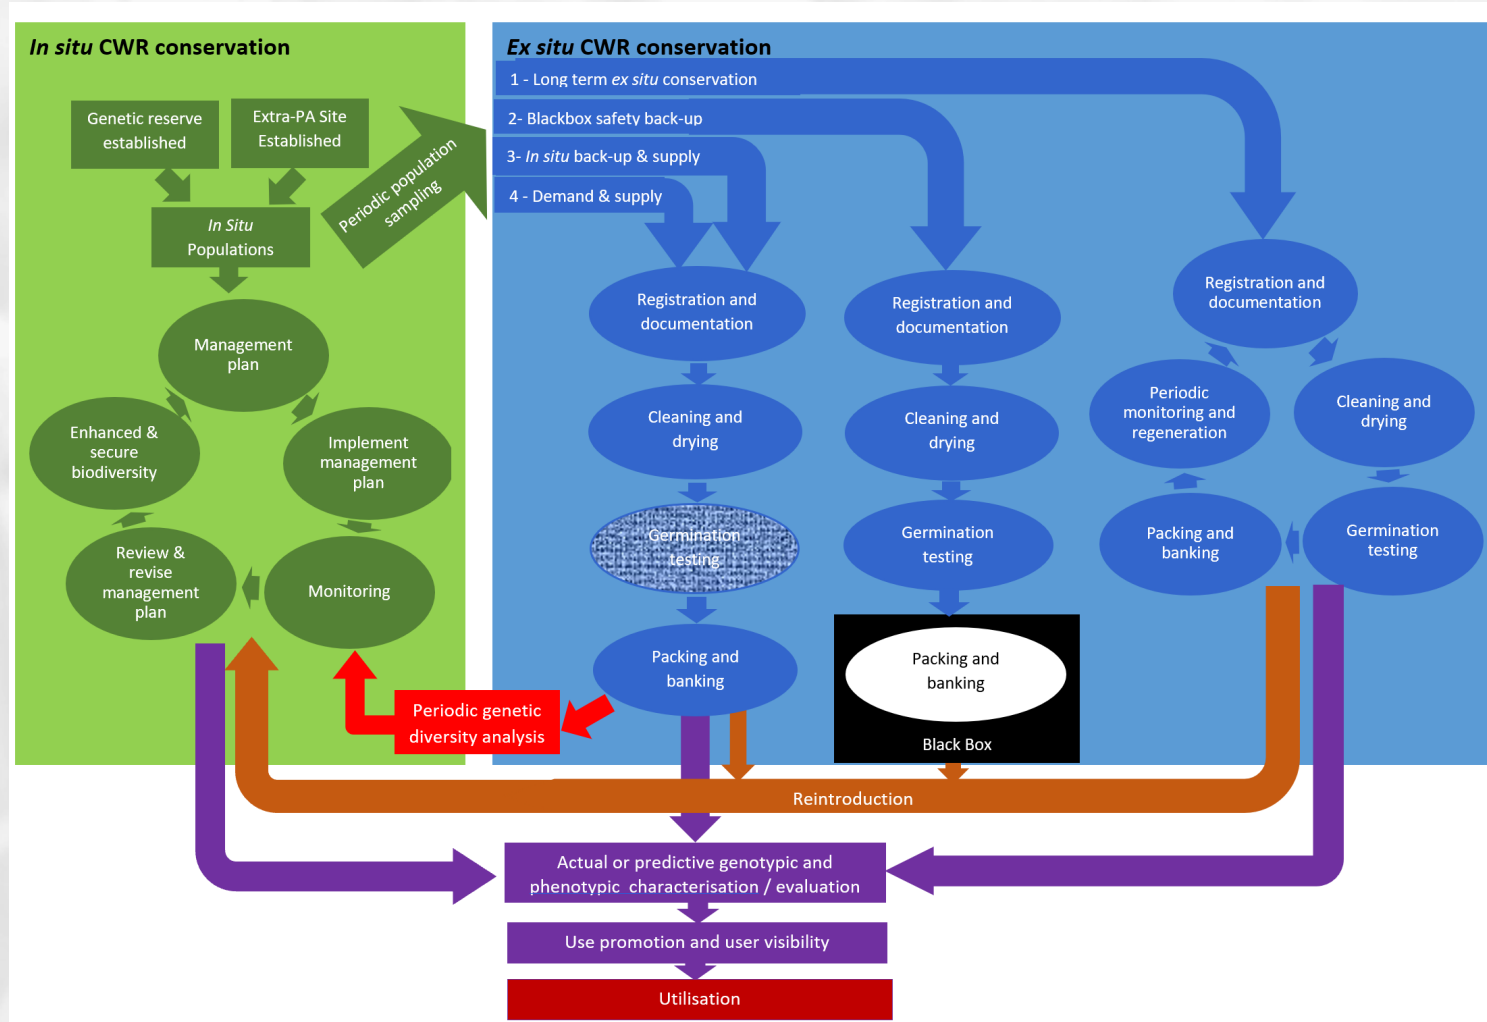 In situ CWR conservation
Genetic reserve
established
Extra-PA Site
Established
Periodic population
sampling
In Situ
Populations
Management
plan
Enhanced &
secure
biodiversity
Implement
management
plan
Review &
revise
management
plan
Monitoring
Ex situ CWR conservation
1 - Long term ex situ conservation
2- Blackbox safety back-up
3- In situ back-up & supply
4 - Demand & supply
Registration and
documentation
Cleaning and
drying
Germination
testing
Packing and
banking
Registration and
documentation
Cleaning and
drying
Germination
testing
Packing and
banking
Black Box
Registration and
documentation
Periodic
monitoring and
regeneration
Cleaning and
drying
Packing and
banking
Germination
testing
Periodic genetic
diversity analysis
Reintroduction
Actual or predictive genotypic and
phenotypic characterisation / evaluation
Use promotion and user visibility
Utilisation